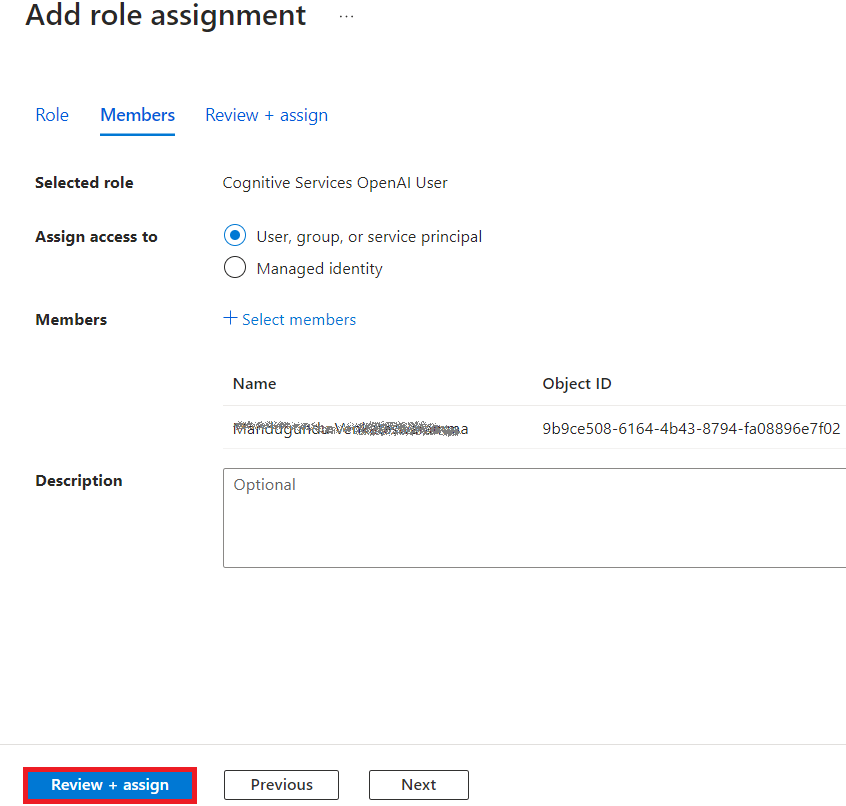 Add role assignment ...
Role Members Review + assign
Selected role Cognitive Services OpenAI User
Assign access to User, group, or service principal
Managed identity
Members + Select members
Name Object ID
9b9ce508-6164-4b43-8794-fa08896e7f02
Description Optional
Review + assign Previous Next